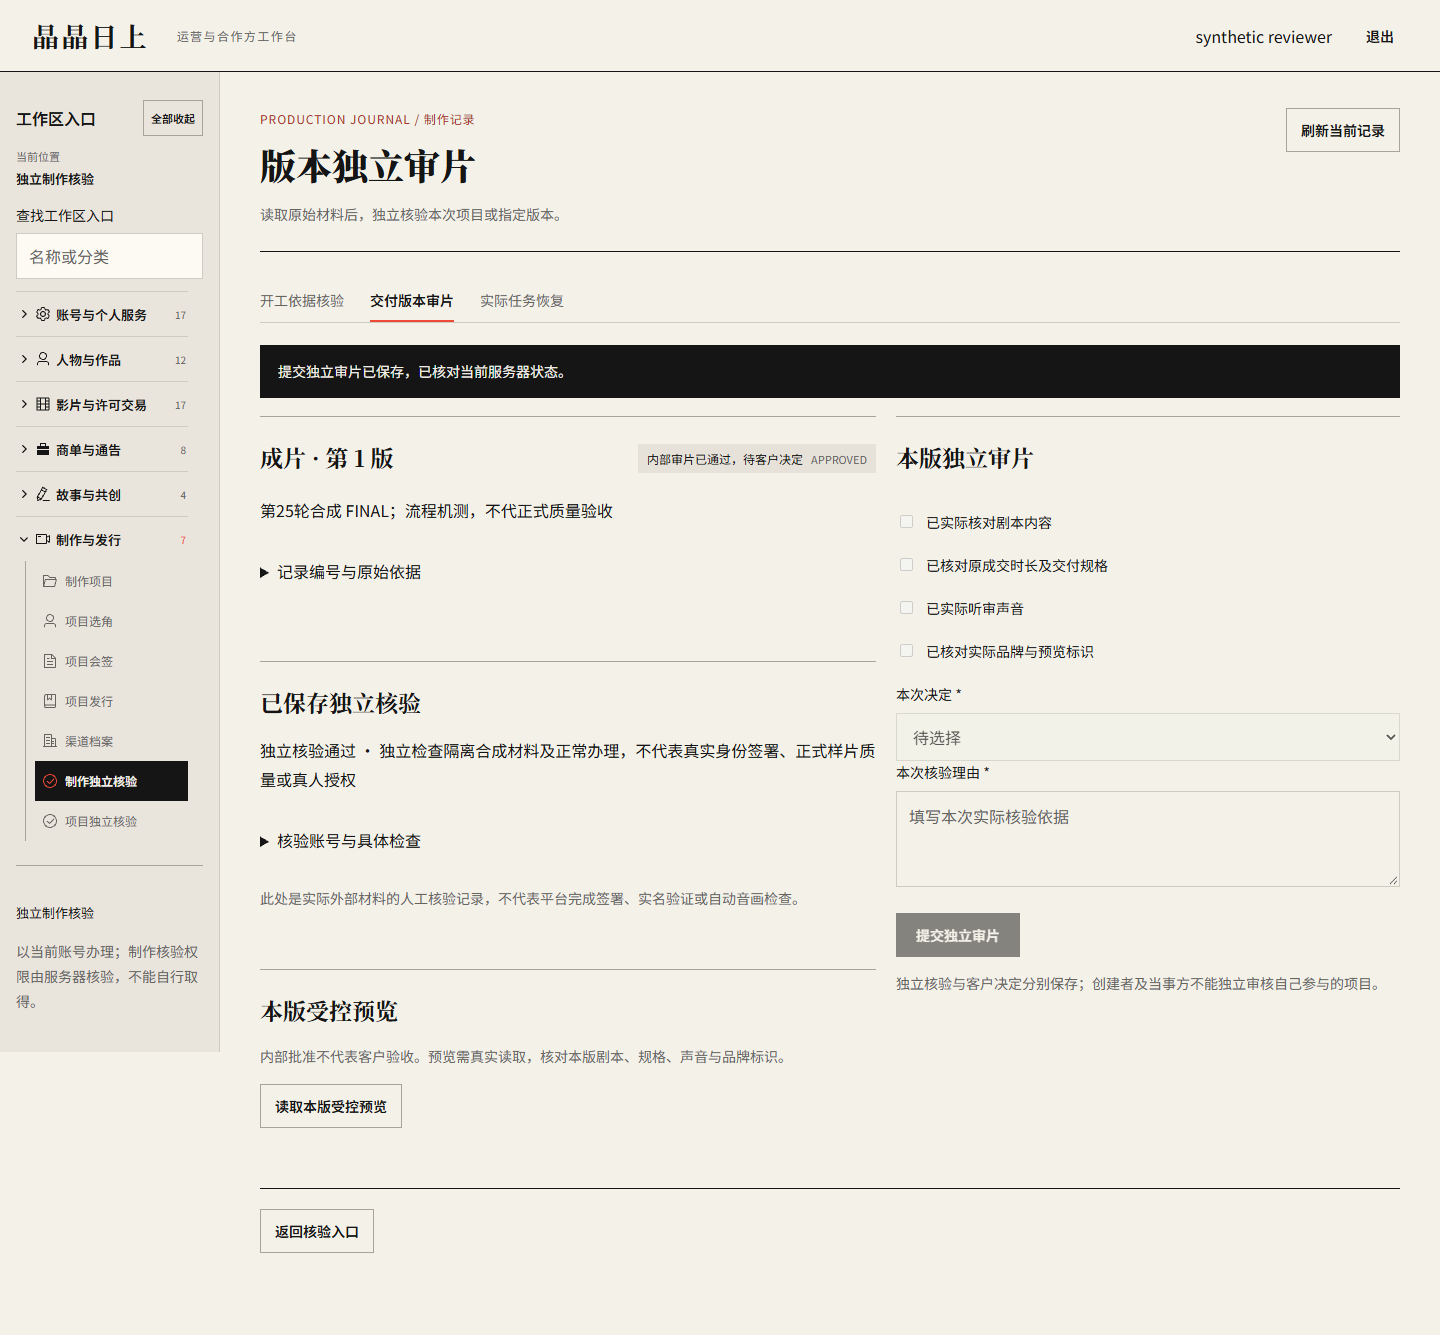 晶晶日上
运营与合作方工作台
synthetic reviewer
退出
工作区入口
全部收起
当前位置
独立制作核验
查找工作区入口
名称或分类
账号与个人服务 17
人物与作品 12
影片与许可交易 17
商单与通告 8
故事与共创 4
制作与发行 7
制作项目
项目选角
项目会签
项目发行
渠道档案
制作独立核验
项目独立核验
独立制作核验
以当前账号办理；制作核验权
限由服务器核验，不能自行取
得。
PRODUCTION JOURNAL / 制作记录
版本独立审片
读取原始材料后，独立核验本次项目或指定版本。
刷新当前记录
开工依据核验
交付版本审片
实际任务恢复
提交独立审片已保存，已核对当前服务器状态。
成片 · 第 1 版
内部审片已通过，待客户决定 APPROVED
第25轮合成 FINAL；流程机测，不代正式质量验收
记录编号与原始依据
已保存独立核验
独立核验通过 · 独立检查隔离合成材料及正常办理，不代表真实身份签署、正式样片质
量或真人授权
核验账号与具体检查
此处是实际外部材料的人工核验记录，不代表平台完成签署、实名验证或自动音画检查。
本版受控预览
内部批准不代表客户验收。预览需真实读取，核对本版剧本、规格、声音与品牌标识。
读取本版受控预览
本版独立审片
已实际核对剧本内容
已核对原成交时长及交付规格
已实际听审声音
已核对实际品牌与预览标识
本次决定 *
待选择
本次核验理由 *
填写本次实际核验依据
提交独立审片
独立核验与客户决定分别保存；创建者及当事方不能独立审核自己参与的项目。
返回核验入口